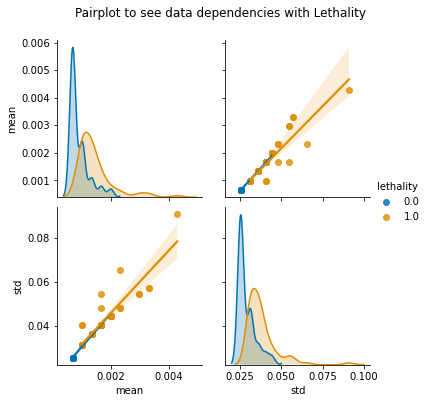 Pairplot to see data dependencies with Lethality
0.006
0.005
0.004
0.003
0.002
0.001
mean
lethality
0.0
1.0
0.08
0.06
0.04
std
0.002
0.004
mean
0.025
0.050
0.075
0.100
std